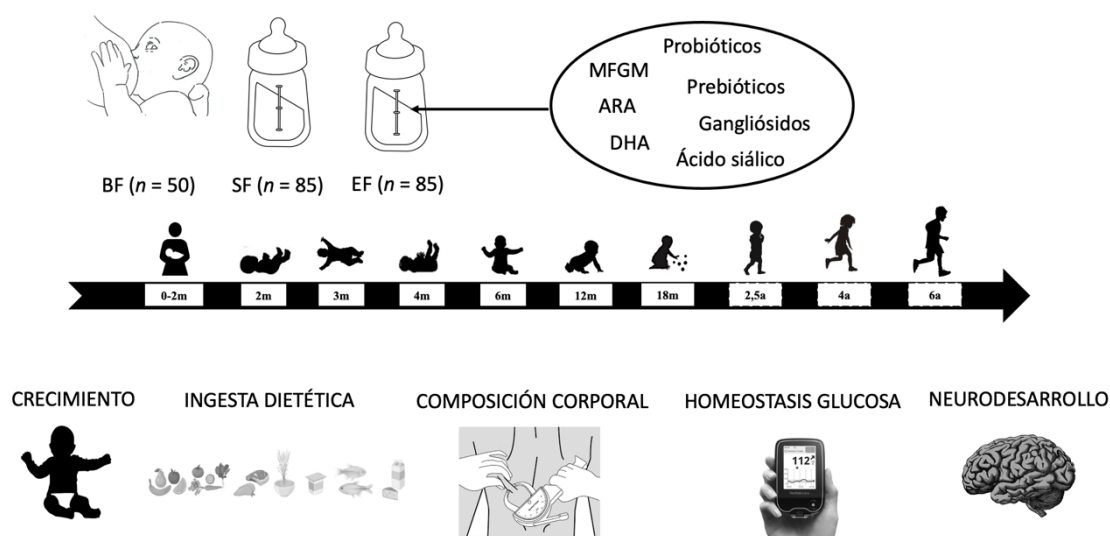 Probióticos
MFGM
Prebióticos
ARA
Gangliósidos
DHA
Ácido siálico
BF (n = 50) SF (n = 85) EF (n = 85)
0-2m 2m 3m 4m 6m 12m 18m 2,5a 4a 6a
CRECIMIENTO INGESTA DIETÉTICA COMPOSICIÓN CORPORAL HOMEOSTASIS GLUCOSA NEURODESARROLLO
112